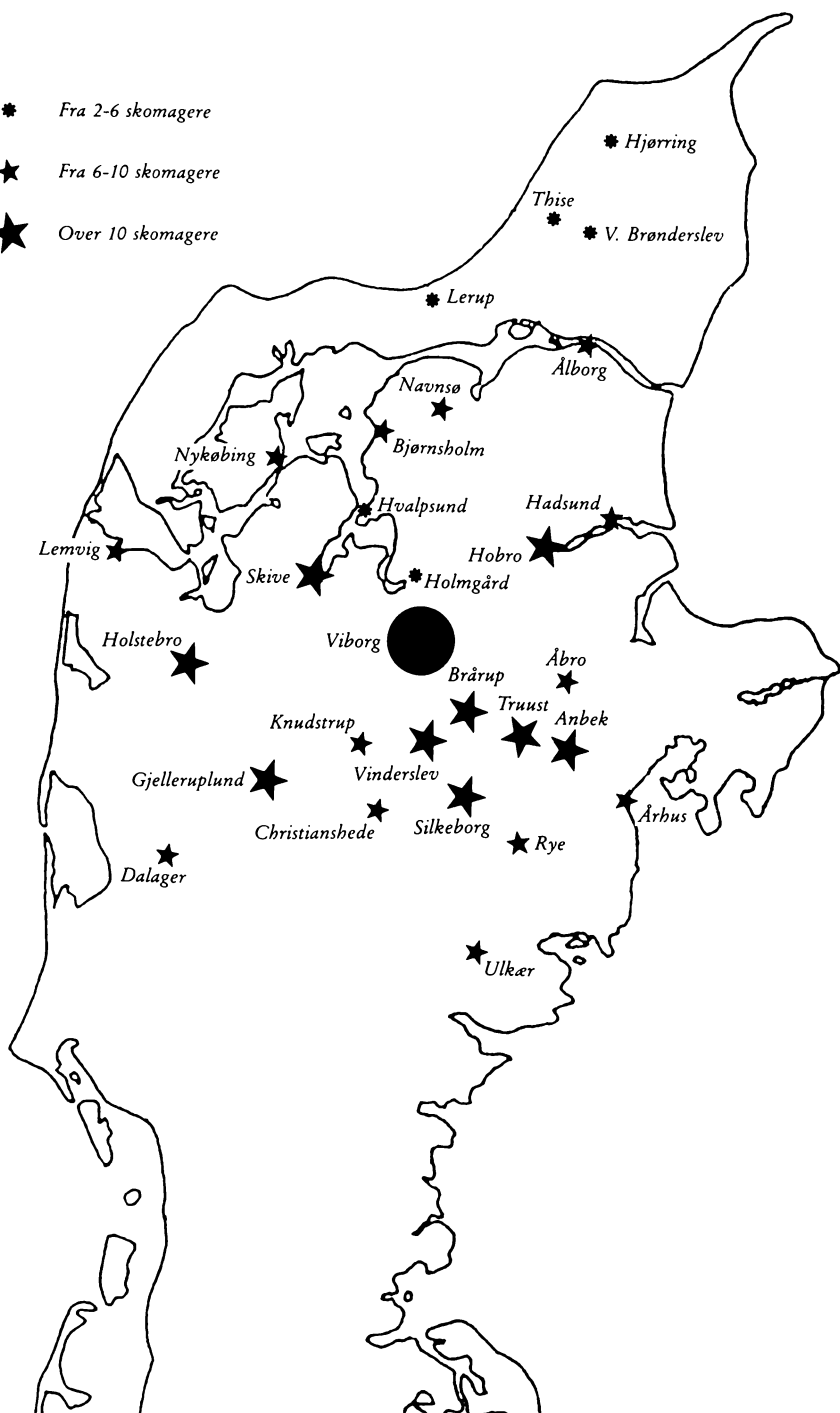 Fra 2-6 skomagere
Fra 6-10 skomagere
Over 10 skomagere
Hjørring
Thise
V. Brønderslev
Lerup
Ålborg
Navnsø
Bjørnsholm
Nykøbing
Hvalpsund
Hadsund
Lemvig
Hobro
Skive
Holmgård
Holstebro
Viborg
Åbro
Brårup
Truust
Anbek
Knudstrup
Vinderslev
Gjelleruplund
Århus
Silkeborg
Christianshede
Rye
Dalager
Ulkær